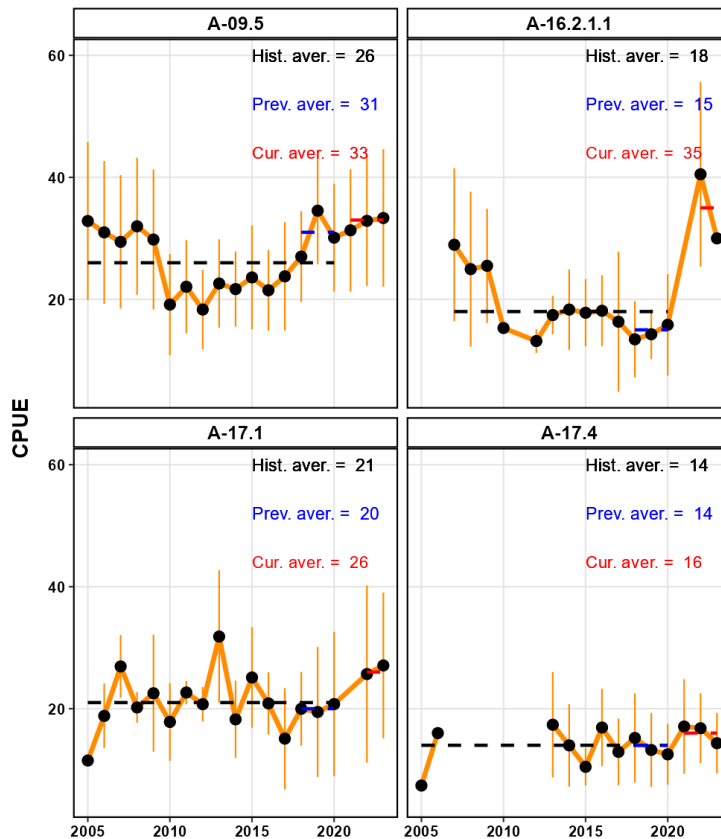 A-09.5
A-16.2.1.1
60
40
20
Hist. aver. = 26
Prev. aver. = 31
Cur. aver. = 33
Hist. aver. = 18
Prev. aver. = 15
Cur. aver. = 35
CPUE
A-17.1
A-17.4
60
40
20
Hist. aver. = 21
Prev. aver. = 20
Cur. aver. = 26
Hist. aver. = 14
Prev. aver. = 14
Cur. aver. = 16
2005 2010 2015 2020
2005 2010 2015 2020